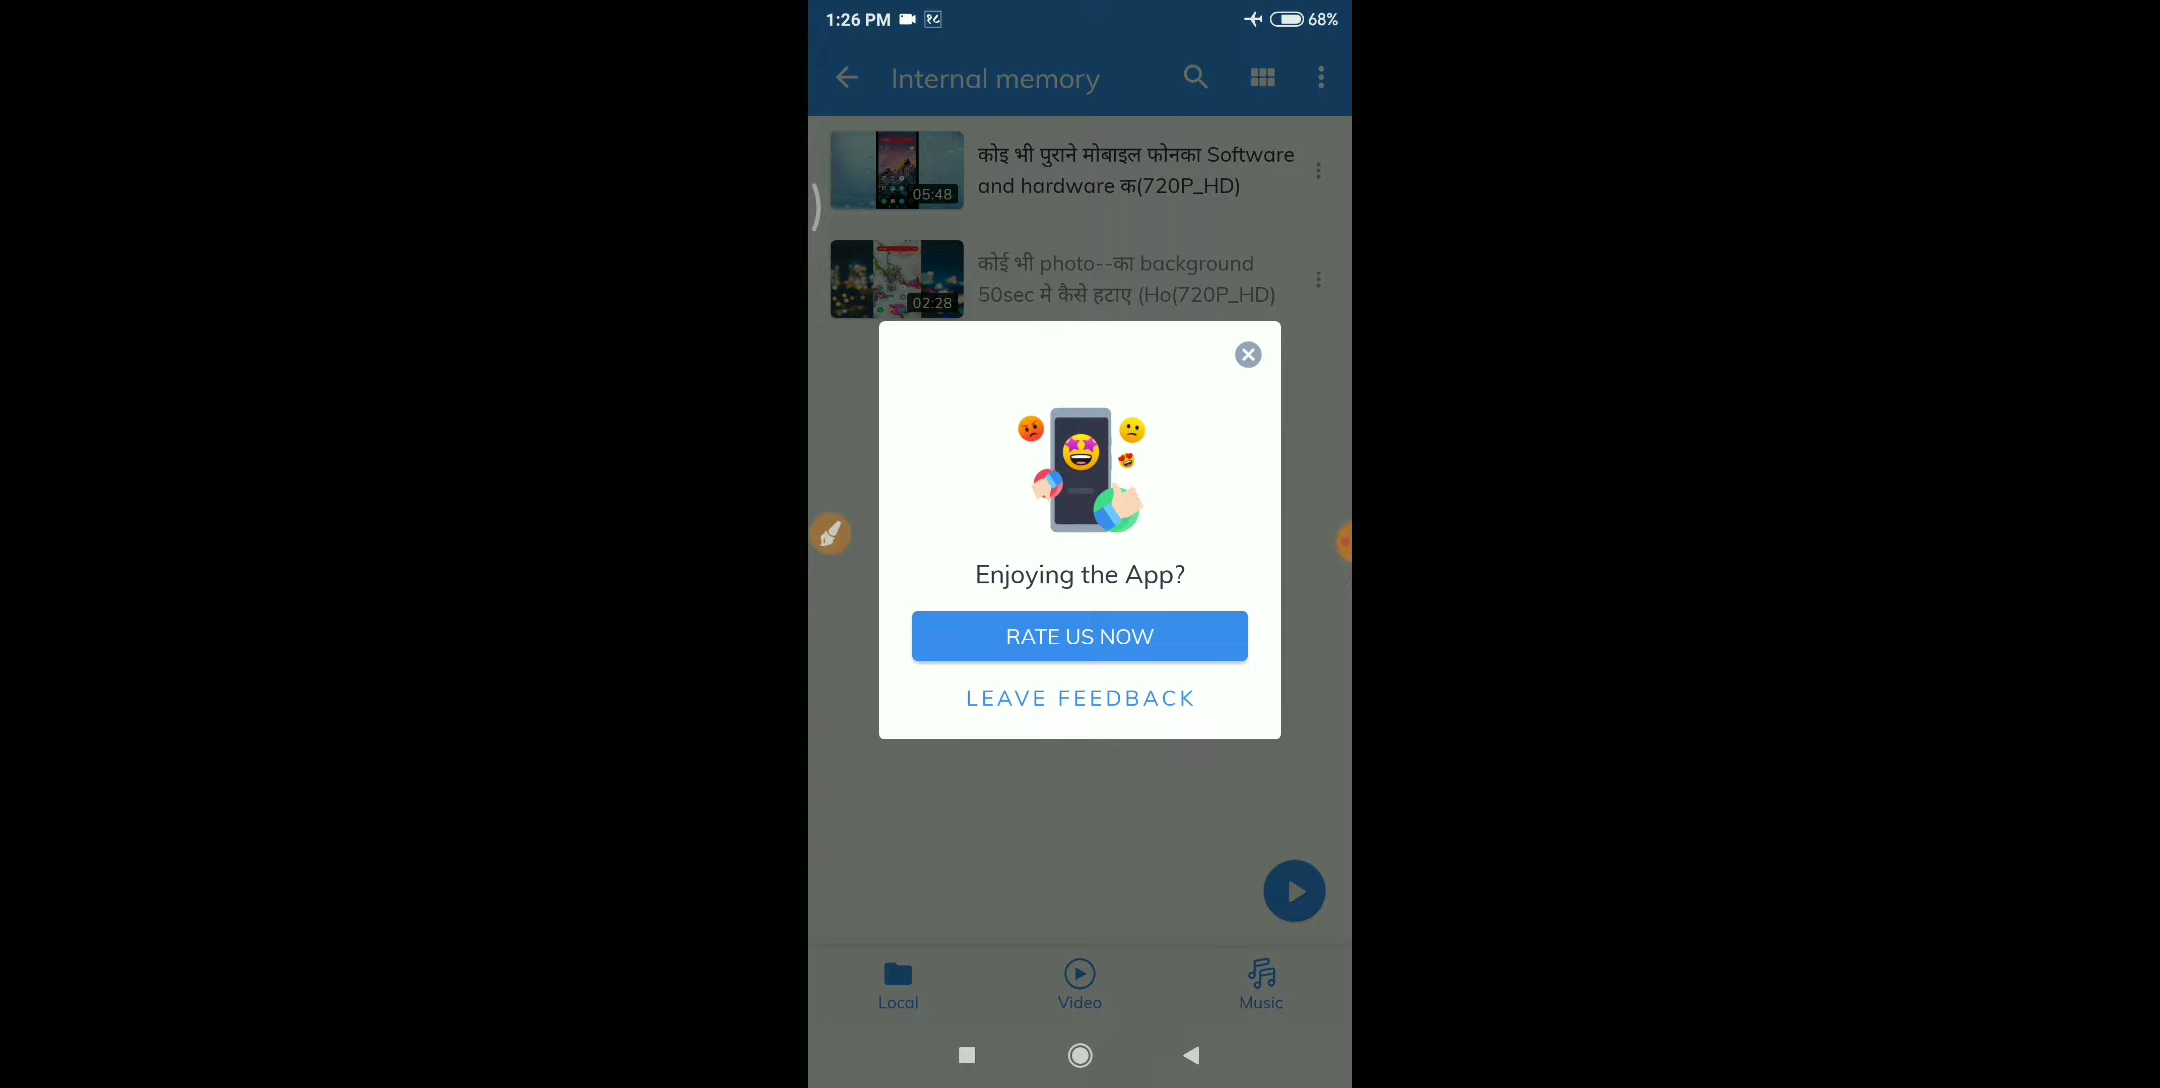 1:26 PM
68%
Internal memory
कोइ भी पुराने मोबाइल फोनका Software
and hardware क(720P_HD)
05:48
कोई भी photo--का background
50sec मे कैसे हटाए (Ho(720P_HD)
02:28
Enjoying the App?
RATE US NOW
LEAVE FEEDBACK
Local
Video
Music